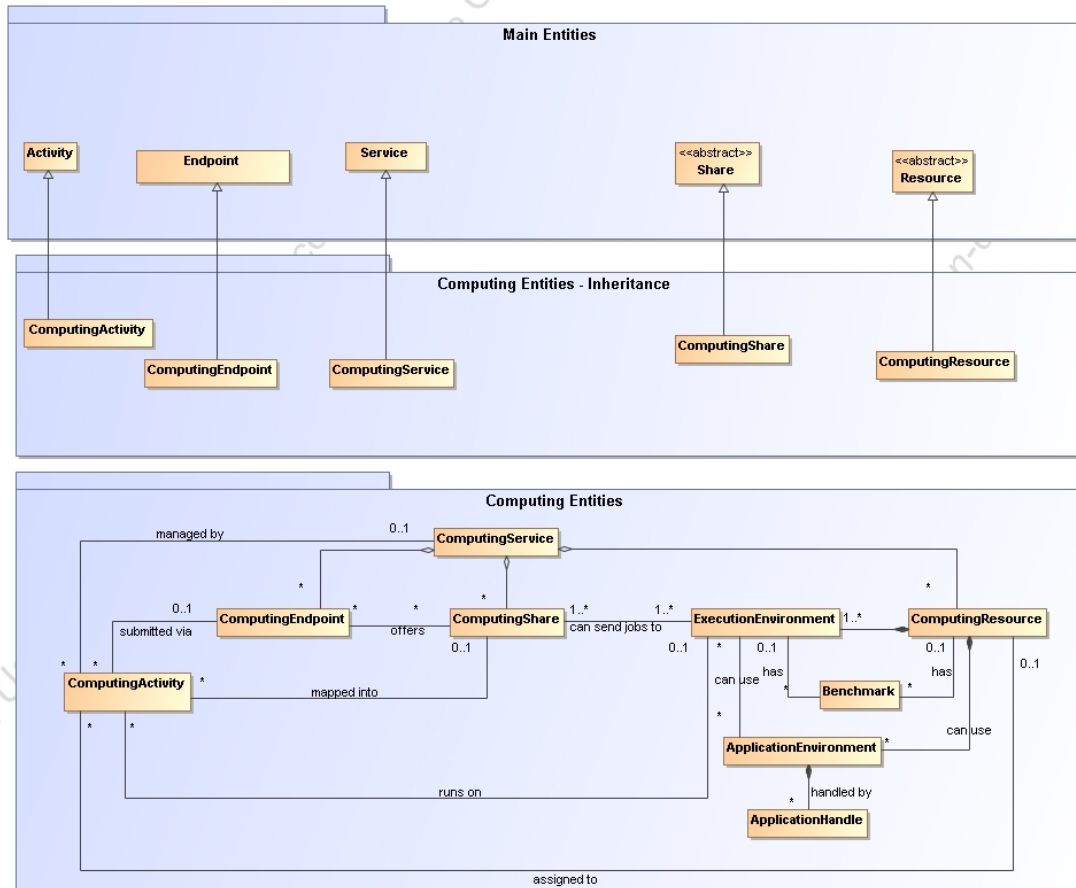 Main Entities
Activity
Endpoint
Service
<<abstract>>
Share
<<abstract>>
Resource
Computing Entities - Inheritance
ComputingActivity
ComputingEndpoint
ComputingService
ComputingShare
ComputingResource
Computing Entities
managed by
0..1
ComputingService
*
*
*
0..1
submitted via
ComputingEndpoint
*
*
offers
ComputingShare
1..*
1..*
can send jobs to
ExecutionEnvironment
1..*
ComputingResource
0..1
0..1
*
0..1
0..1
0..1
*
*
ComputingActivity
*
mapped into
can use
has
*
Benchmark
*
has
*
*
*
can use
ApplicationEnvironment
*
runs on
*
handled by
ApplicationHandle
assigned to